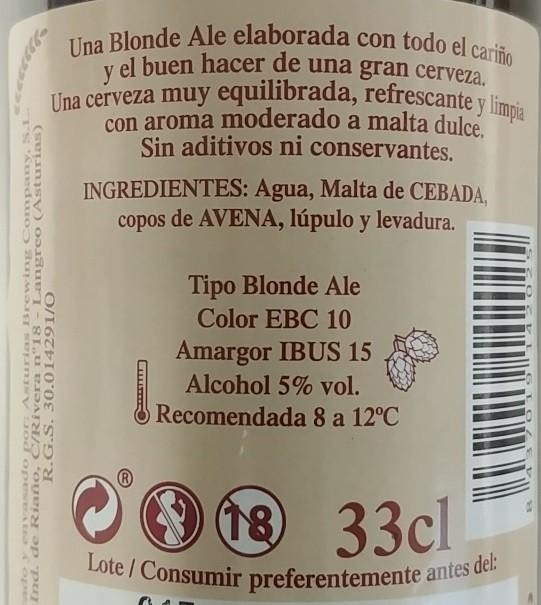 Una Blonde Ale elaborada con todo el cariño
y el buen hacer de una gran cerveza.
Una cerveza muy equilibrada, refrescante y limpia
con aroma moderado a malta dulce.
Sin aditivos ni conservantes.
INGREDIENTES: Agua, Malta de CEBADA,
copos de AVENA, lúpulo y levadura.
Tipo Blonde Ale
Color EBC 10
Amargor IBUS 15
Alcohol 5% vol.
Recomendada 8 a 12ºC
®
18
33cl
Lote / Consumir preferentemente antes del:
y envasado por: Asturias Brewing Company, S.L.
Ind. de Riaño, C/Rivera nº18 - Langreo (Asturias)
R.G.S. 30.014291/O
8 437019 142025